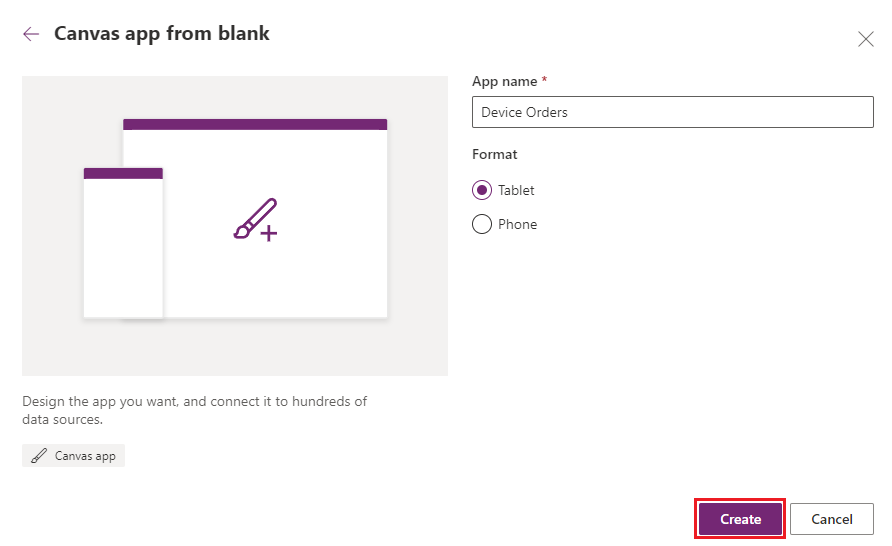 Canvas app from blank
App name *
Device Orders
Format
Tablet
Phone
Design the app you want, and connect it to hundreds of
data sources.
Canvas app
Create
Cancel